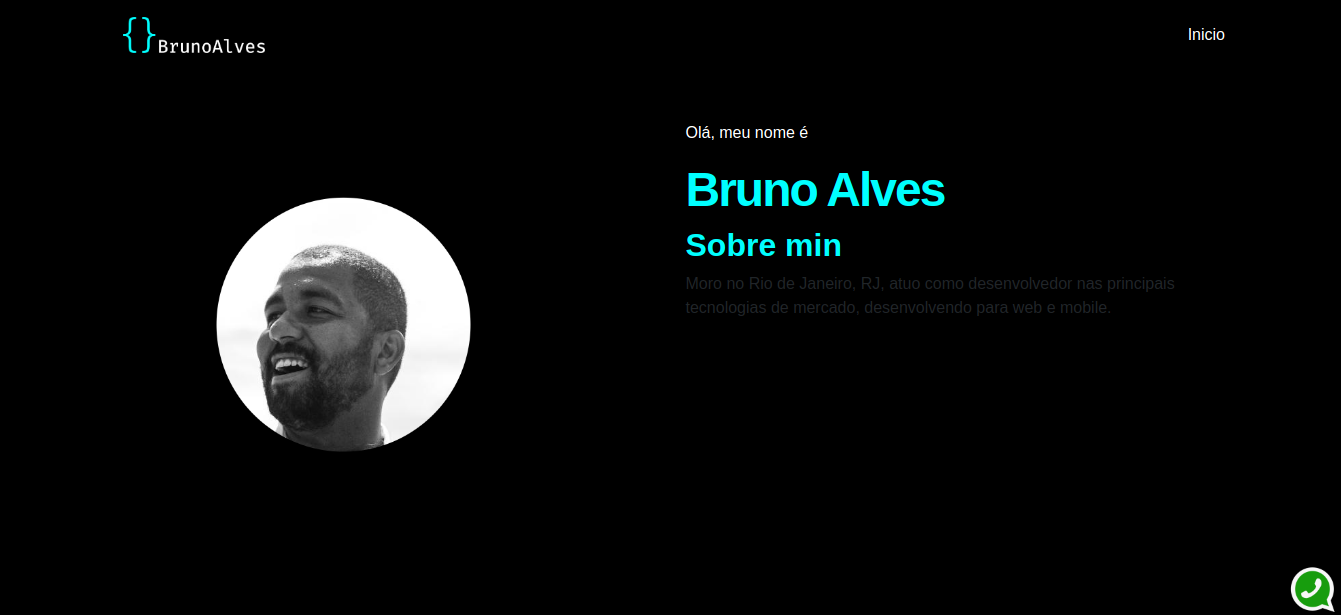 {}BrunoAlves
Inicio
Olá, meu nome é
Bruno Alves
Sobre min
Moro no Rio de Janeiro, RJ, atuo como desenvolvedor nas principais
tecnologias de mercado, desenvolvendo para web e mobile.